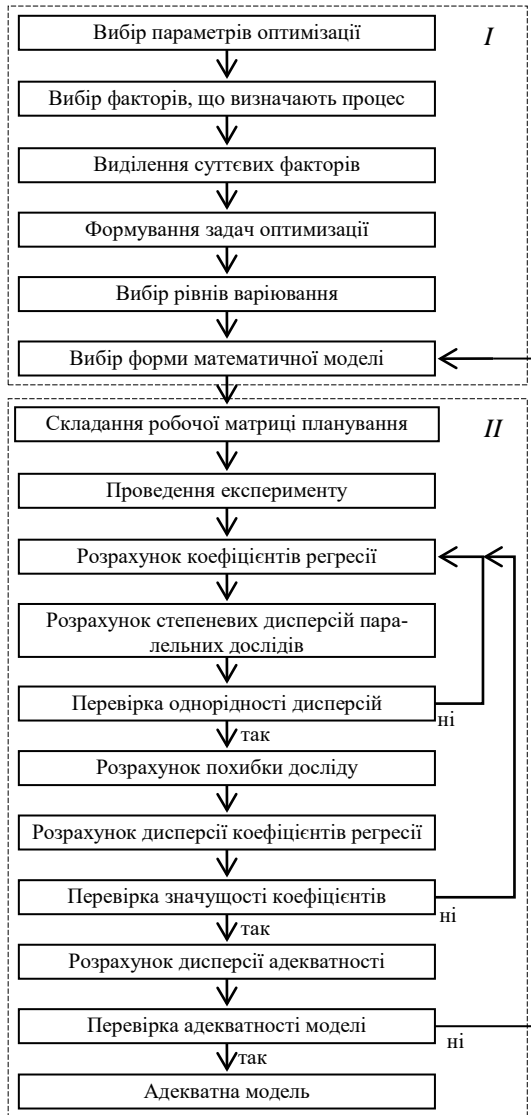 Вибір параметрів оптимізації
I
Вибір факторів, що визначають процес
Виділення суттєвих факторів
Формування задач оптимизації
Вибір рівнів варіювання
Вибір форми математичної моделі
Складання робочої матриці планування
II
Проведення експерименту
Розрахунок коефіцієнтів регресії
Розрахунок степеневих дисперсій пара-
лельних дослідів
Перевірка однорідності дисперсій
ні
так
Розрахунок похибки досліду
Розрахунок дисперсії коефіцієнтів регресії
Перевірка значущості коефіцієнтів
ні
так
Розрахунок дисперсії адекватності
Перевірка адекватності моделі
ні
так
Адекватна модель